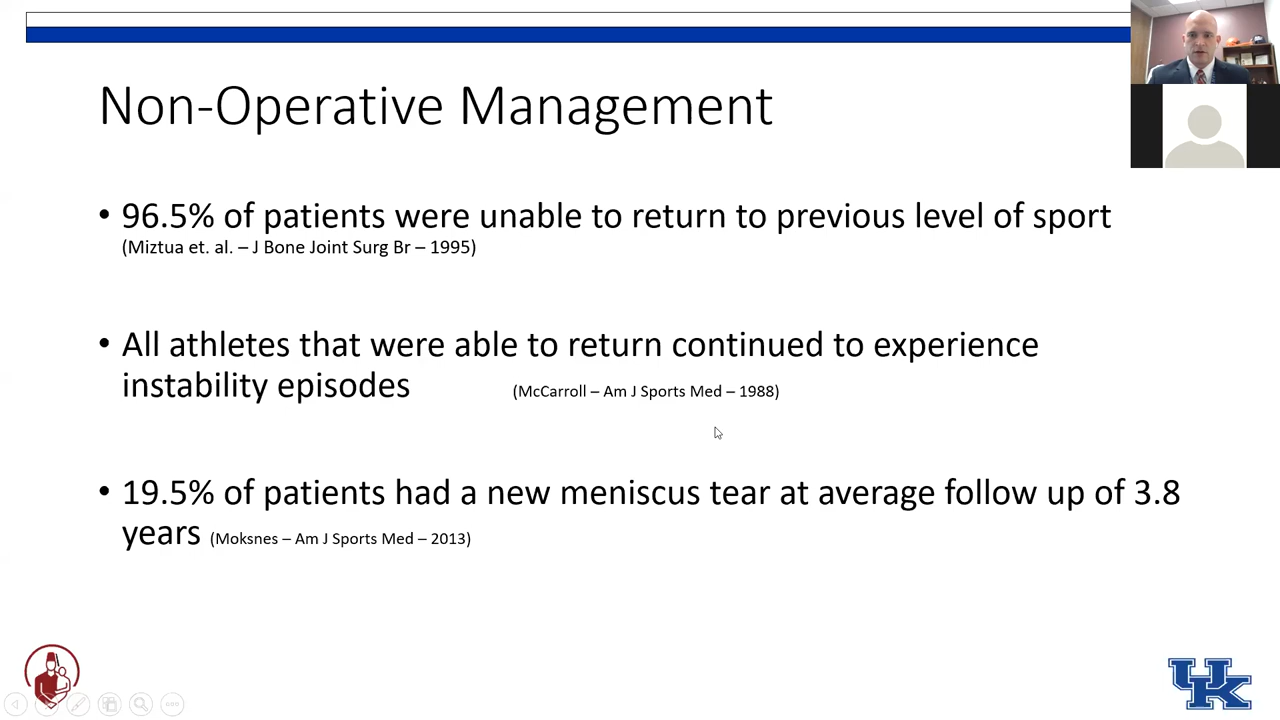 Non-Operative Management
• 96.5% of patients were unable to return to previous level of sport
(Miztua et. al. – J Bone Joint Surg Br – 1995)
• All athletes that were able to return continued to experience
instability episodes (McCarroll – Am J Sports Med – 1988)
• 19.5% of patients had a new meniscus tear at average follow up of 3.8
years (Moksnes – Am J Sports Med – 2013)
UK